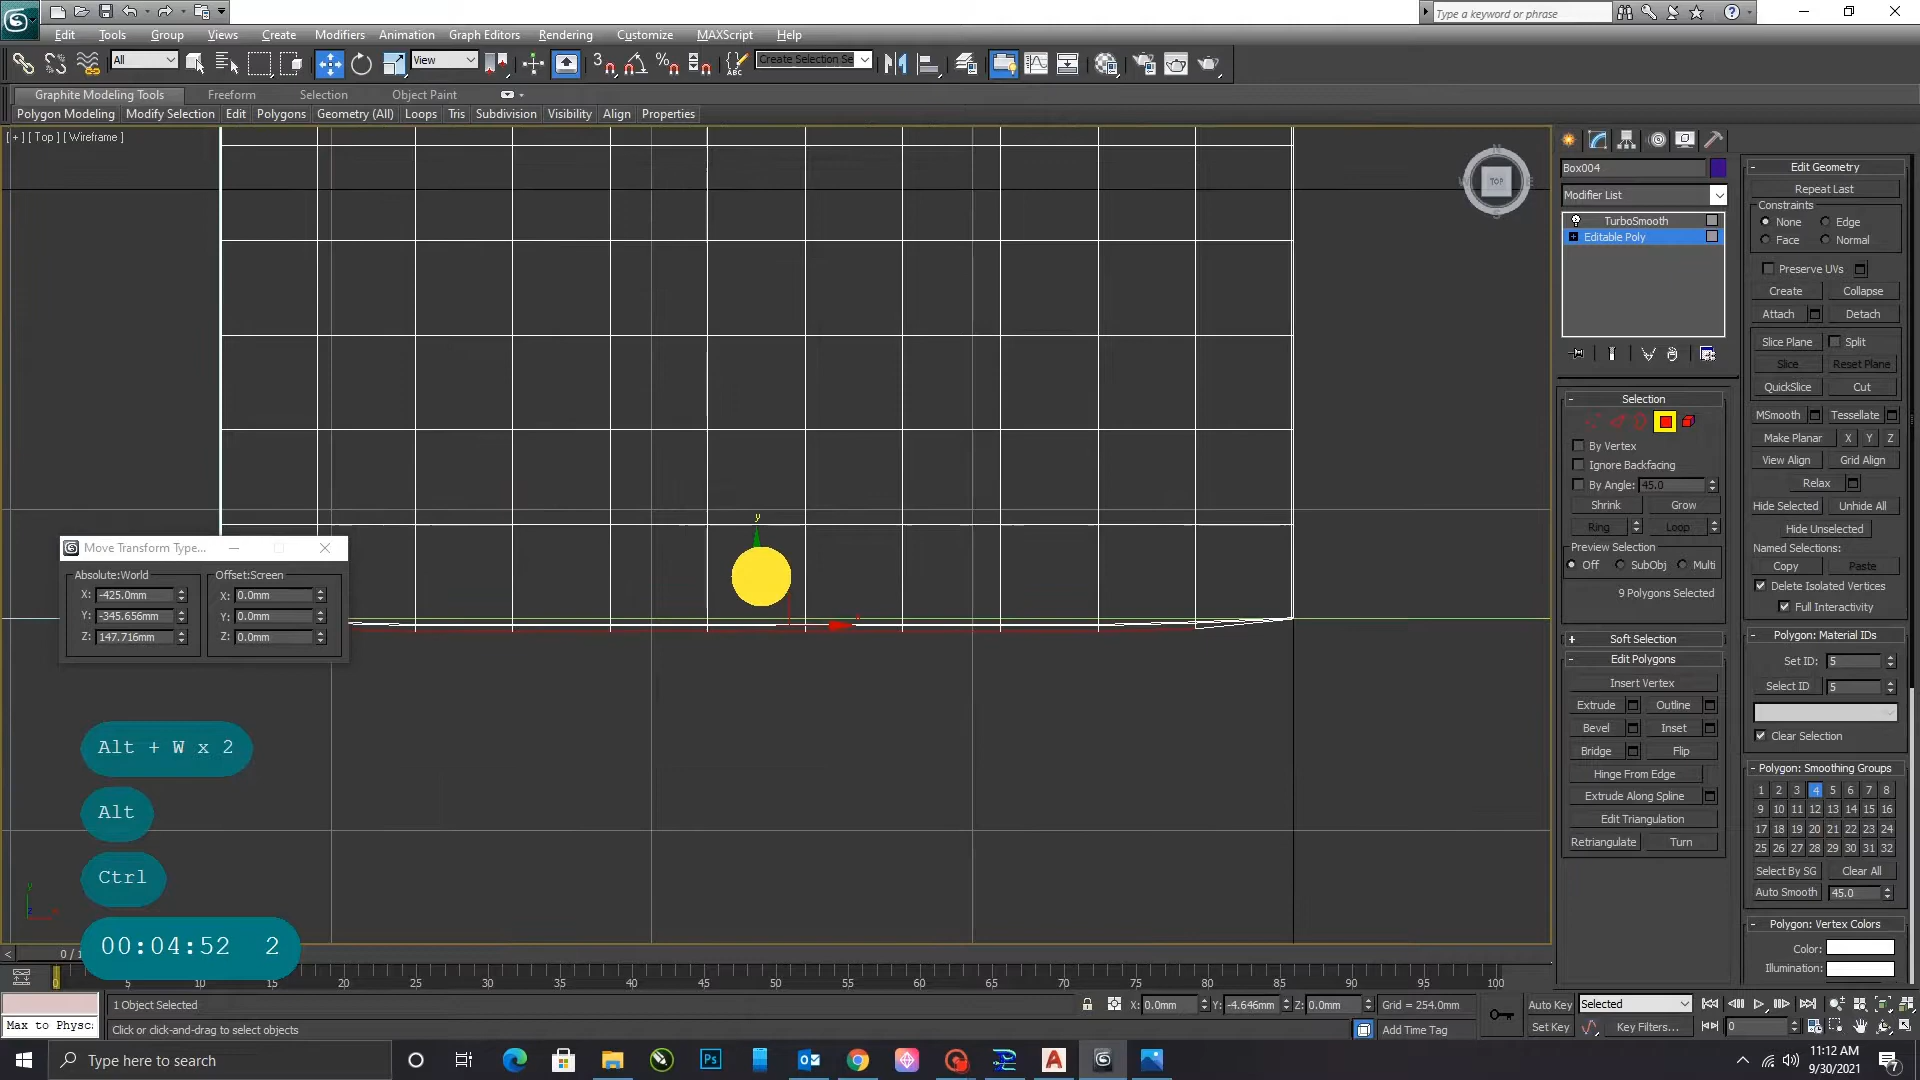 Type a keyword or phrase
Edit Tools Group Views Create Modifiers Animation Graph Editors Rendering Customize MAXScript Help
All View 3 Create Selection Se
Graphite Modeling Tools Freeform Selection Object Paint
Polygon Modeling Modify Selection Edit Polygons Geometry (All) Loops Tris Subdivision Visibility Align Properties
[ + ] [ Top ] [ Wireframe ]
TOP
y
Move Transform Type...
Absolute:World Offset:Screen
X: -425.0mm X: 0.0mm
Y: -345.656mm Y: 0.0mm
Z: 147.716mm Z: 0.0mm
Alt + W x 2
Alt
Ctrl
00:04:52 2
Box004
Modifier List
TurboSmooth
Editable Poly
Selection
By Vertex
Ignore Backfacing
By Angle: 45.0
Shrink Grow
Ring Loop
Preview Selection
Off SubObj Multi
9 Polygons Selected
Soft Selection
Edit Polygons
Insert Vertex
Extrude Outline
Bevel Inset
Bridge Flip
Hinge From Edge
Extrude Along Spline
Edit Triangulation
Retriangulate Turn
Edit Geometry
Repeat Last
Constraints
None Edge
Face Normal
Preserve UVs
Create Collapse
Attach Detach
Slice Plane Split
Slice Reset Plane
QuickSlice Cut
MSmooth Tessellate
Make Planar X Y Z
View Align Grid Align
Relax
Hide Selected Unhide All
Hide Unselected
Named Selections:
Copy Paste
Delete Isolated Vertices
Full Interactivity
Polygon: Material IDs
Set ID: 5
Select ID 5
Clear Selection
Polygon: Smoothing Groups
1 2 3 4 5 6 7 8
9 10 11 12 13 14 15 16
17 18 19 20 21 22 23 24
25 26 27 28 29 30 31 32
Select By SG Clear All
Auto Smooth 45.0
Polygon: Vertex Colors
Color:
Illumination:
0 5 10 15 20 25 30 35 40 45 50 55 60 65 70 75 80 85 90 95 100
1 Object Selected X: 0.0mm Y: -4.646mm Z: 0.0mm Grid = 254.0mm Auto Key Selected
Max to Physc: Click or click-and-drag to select objects Add Time Tag Set Key Key Filters... 0
Type here to search
Ps
11:12 AM
9/30/2021
7